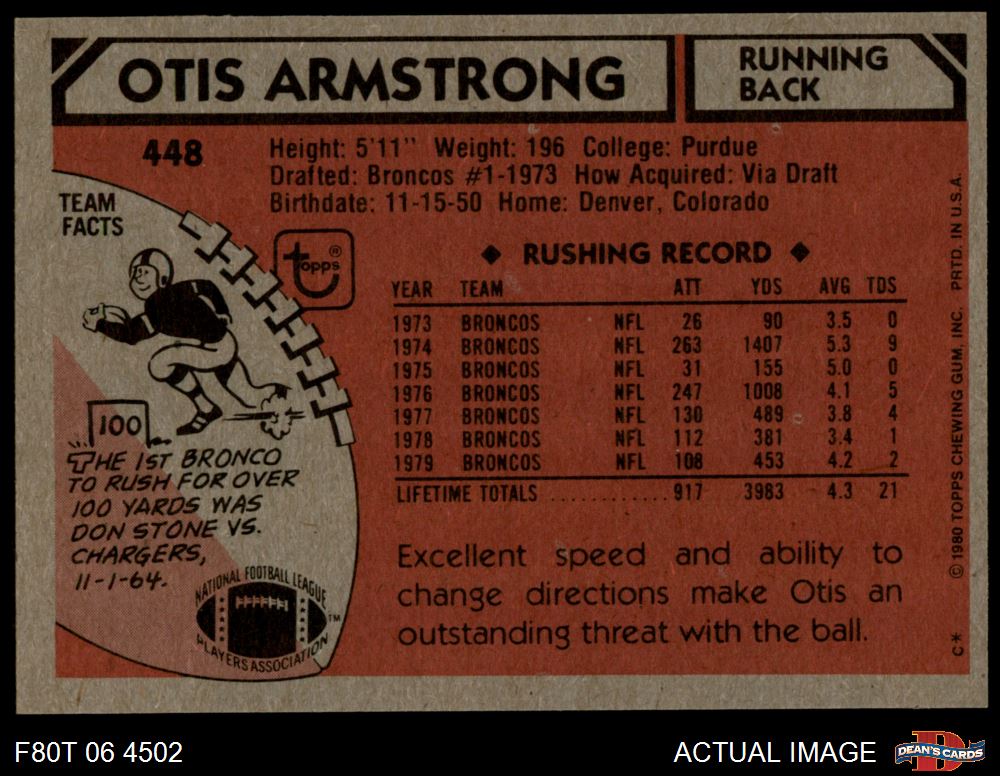 OTIS ARMSTRONG
RUNNING
BACK
448
Height: 5'11" Weight: 196 College: Purdue
Drafted: Broncos #1-1973 How Acquired: Via Draft
Birthdate: 11-15-50 Home: Denver, Colorado
TEAM
FACTS
topps®
◆ RUSHING RECORD ◆
YEAR TEAM ATT YDS AVG TDS
1973 BRONCOS NFL 26 90 3.5 0
1974 BRONCOS NFL 263 1407 5.3 9
1975 BRONCOS NFL 31 155 5.0 0
1976 BRONCOS NFL 247 1008 4.1 5
1977 BRONCOS NFL 130 489 3.8 4
1978 BRONCOS NFL 112 381 3.4 1
1979 BRONCOS NFL 108 453 4.2 2
LIFETIME TOTALS ............ 917 3983 4.3 21
100
THE 1ST BRONCO
TO RUSH FOR OVER
100 YARDS WAS
DON STONE VS.
CHARGERS,
11-1-64.
NATIONAL FOOTBALL LEAGUE
PLAYERS ASSOCIATION
TM
Excellent speed and ability to
change directions make Otis an
outstanding threat with the ball.
C*
© 1980 TOPPS CHEWING GUM, INC. PRTD. IN U.S.A.
F80T 06 4502
ACTUAL IMAGE
D
DEAN'S CARDS